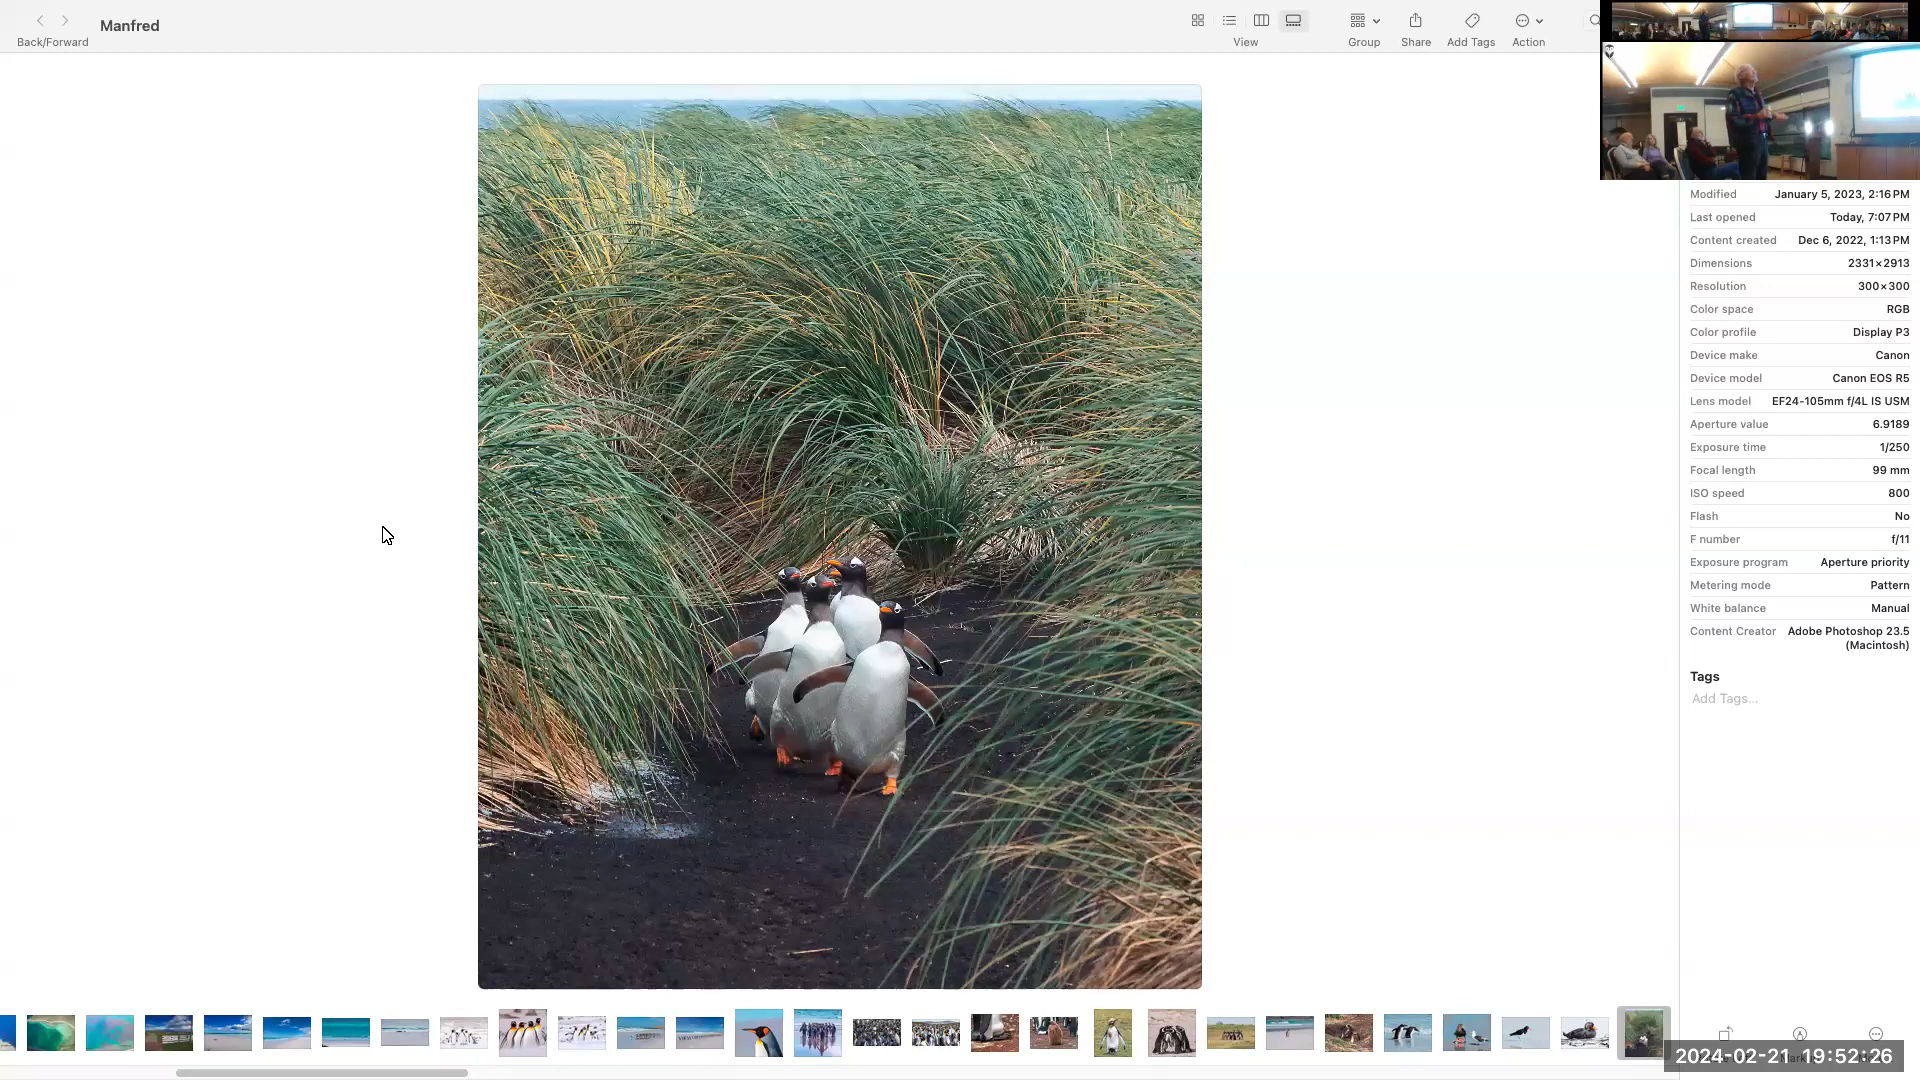 Manfred
Back/Forward
View
Group
Share
Add Tags
Action
Modified January 5, 2023, 2:16 PM
Last opened Today, 7:07 PM
Content created Dec 6, 2022, 1:13 PM
Dimensions 2331×2913
Resolution 300×300
Color space RGB
Color profile Display P3
Device make Canon
Device model Canon EOS R5
Lens model EF24-105mm f/4L IS USM
Aperture value 6.9189
Exposure time 1/250
Focal length 99 mm
ISO speed 800
Flash No
F number f/11
Exposure program Aperture priority
Metering mode Pattern
White balance Manual
Content Creator Adobe Photoshop 23.5
(Macintosh)
Tags
Add Tags...
2024-02-21 19:52:26